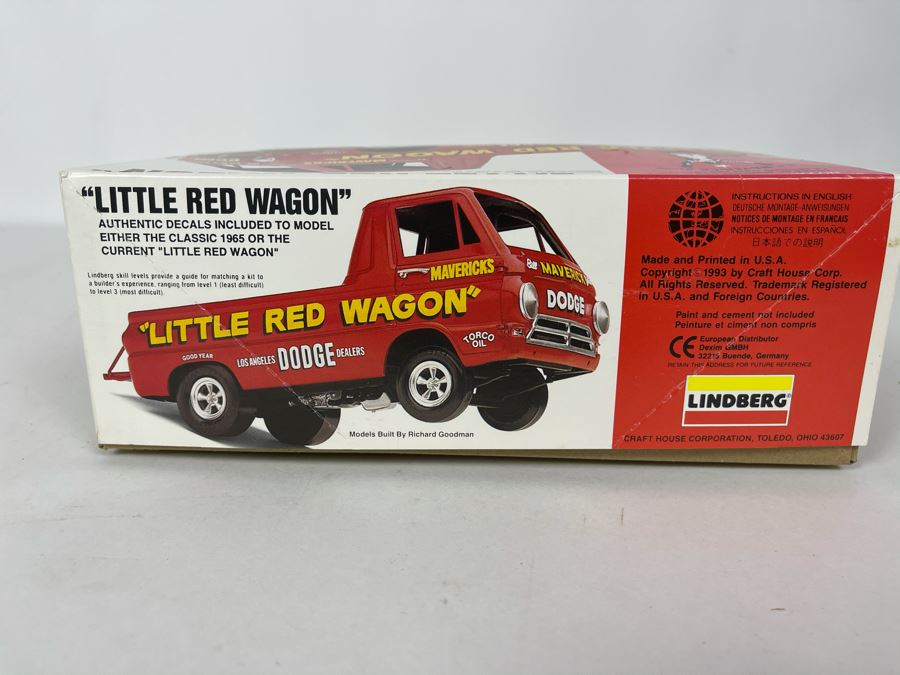 "LITTLE RED WAGON"
AUTHENTIC DECALS INCLUDED TO MODEL
EITHER THE CLASSIC 1965 OR THE
CURRENT "LITTLE RED WAGON"
Lindberg skill levels provide a guide for matching a kit to
a builder's experience, ranging from level 1 (least difficult)
to level 3 (most difficult).
MAVERICK'S
Bill MAVERICK
DODGE
"LITTLE RED WAGON"
GOOD YEAR
LOS ANGELES DODGE DEALERS
TORCO
OIL
Models Built By Richard Goodman
INSTRUCTIONS IN ENGLISH
DEUTSCHE MONTAGE-ANWEISUNGEN
NOTICES DE MONTAGE EN FRANCAIS
INSTRUCCIONES EN ESPAÑOL
日本語での説明
Made and Printed in U.S.A.
Copyright 1993 by Craft House Corp.
All Rights Reserved. Trademark Registered
in U.S.A. and Foreign Countries.
Paint and cement not included
Peinture et ciment non compris
CE European Distributor
Dexim GMBH
32215 Buende, Germany
RETAIN THIS ADDRESS FOR FUTURE REFERENCE
LINDBERG®
CRAFT HOUSE CORPORATION, TOLEDO, OHIO 43607